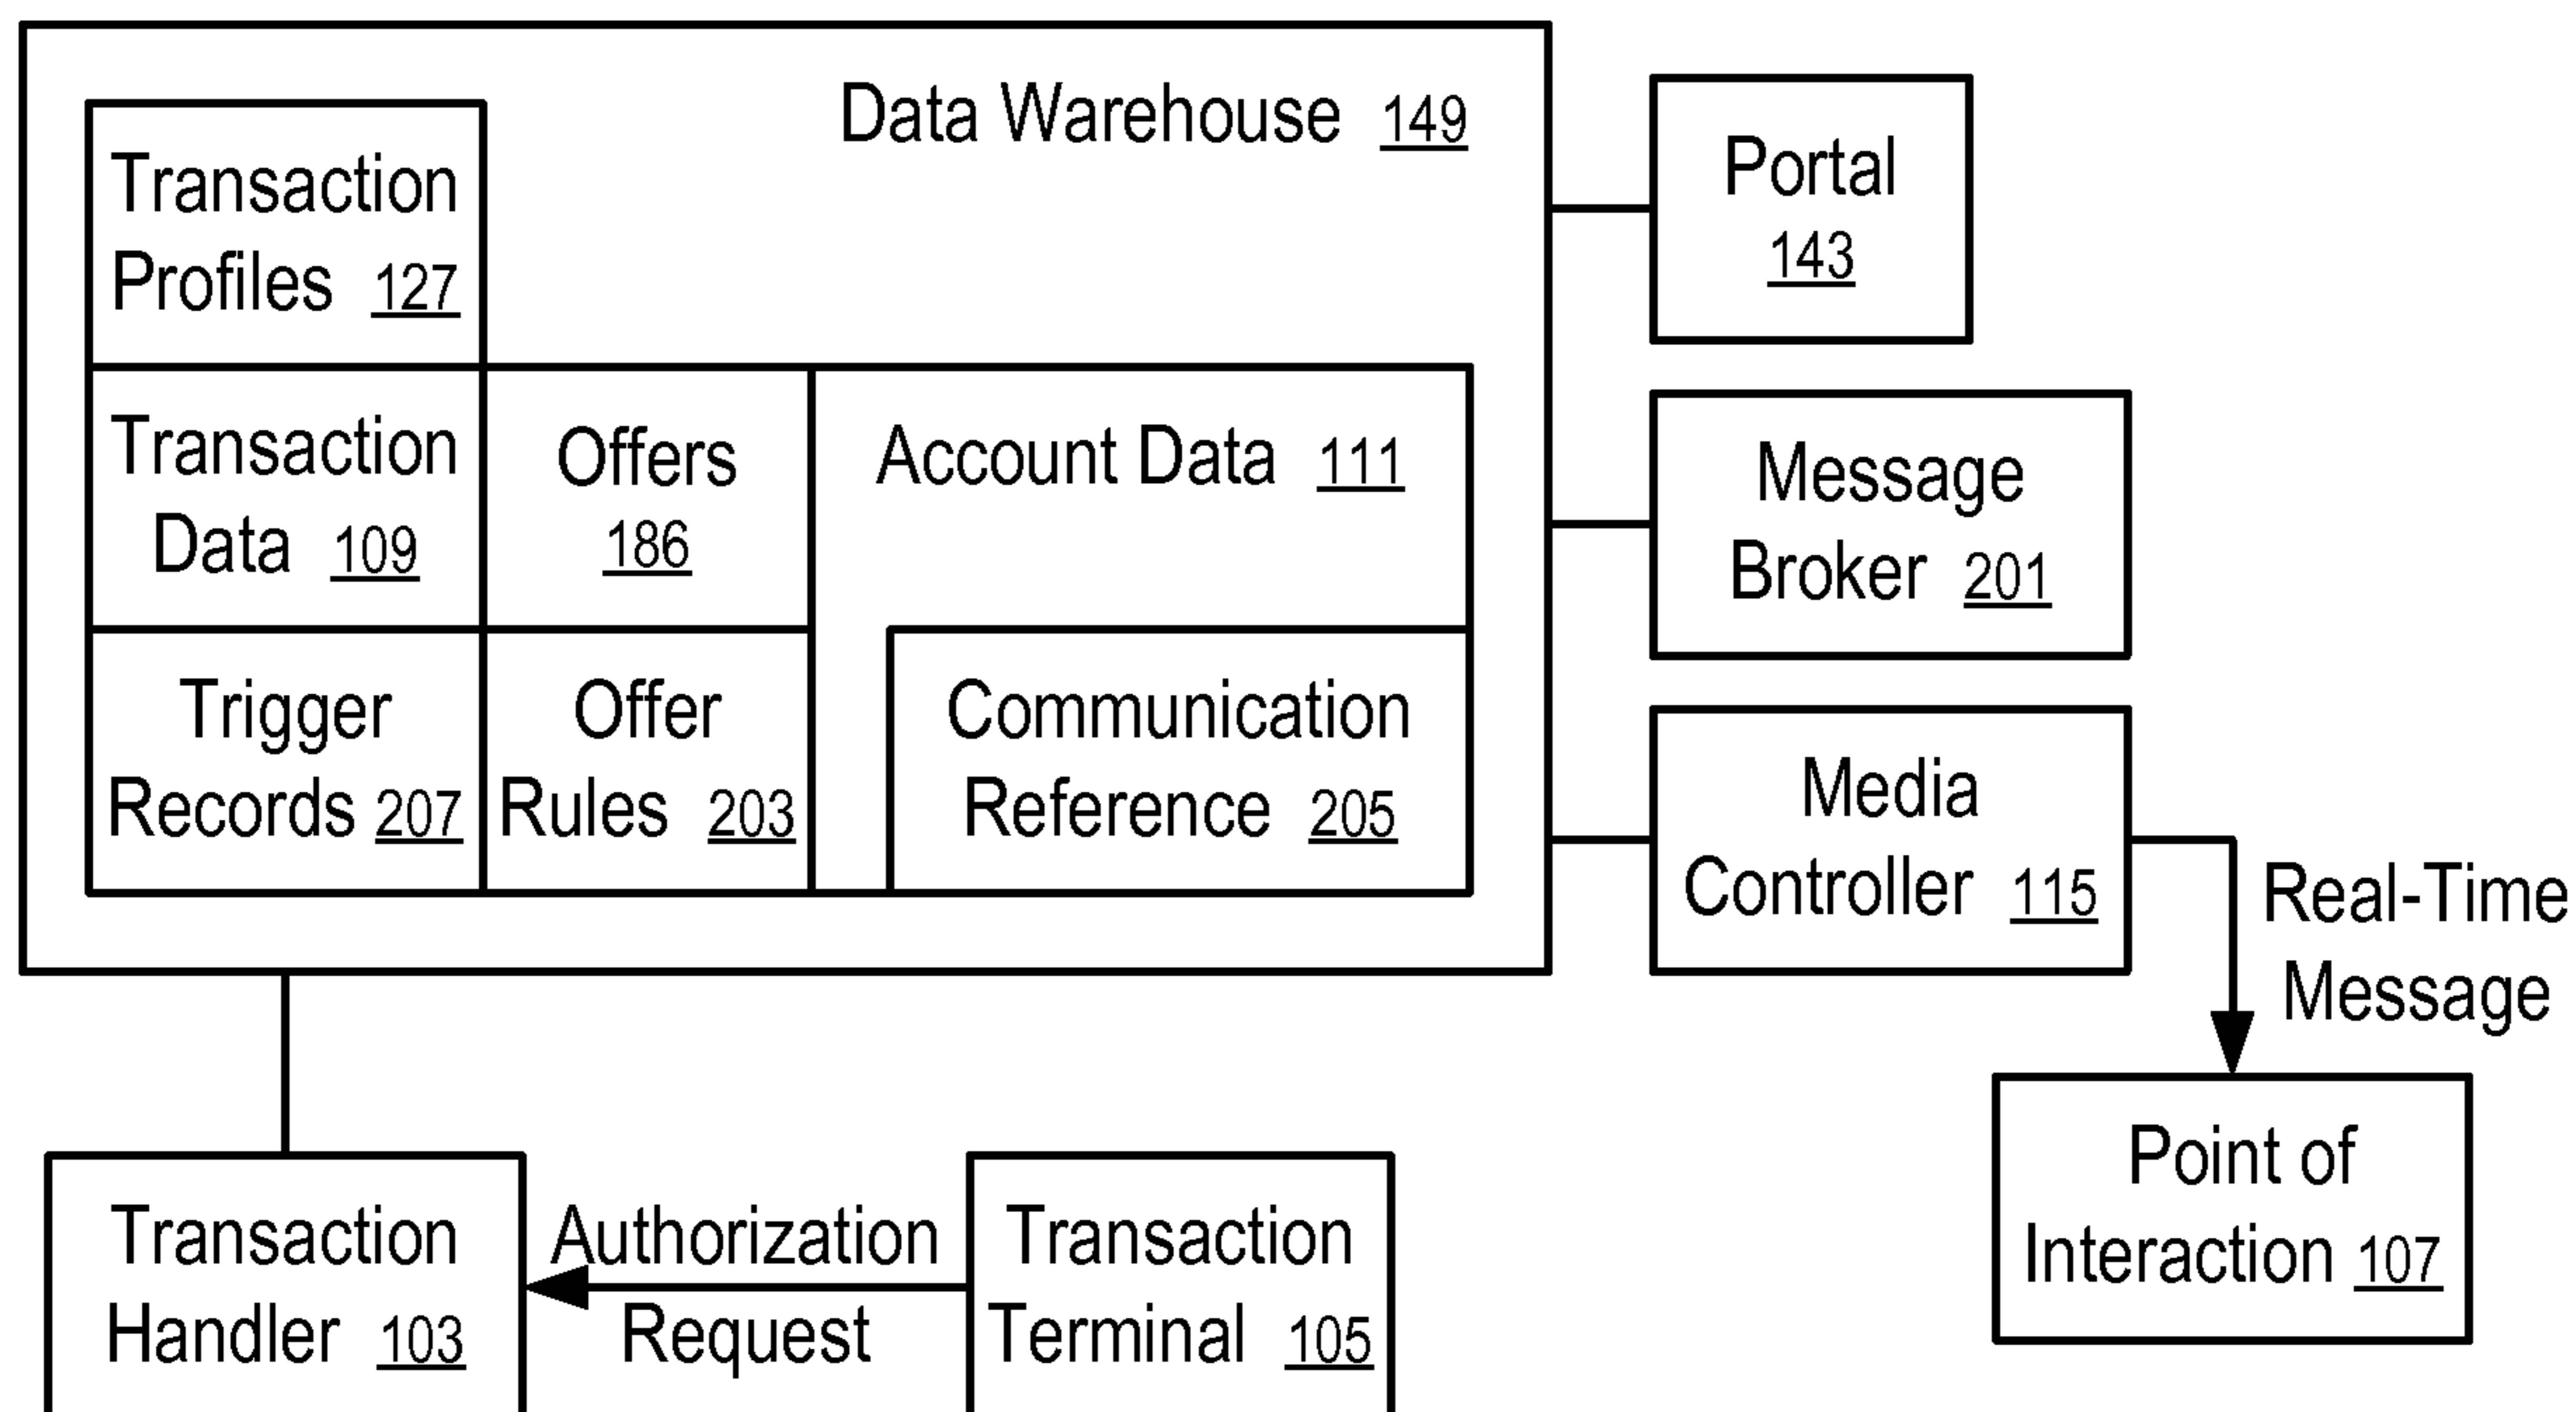 Data Warehouse 149
Transaction
Profiles 127
Transaction
Data 109
Offers
186
Account Data 111
Trigger
Records 207
Offer
Rules 203
Communication
Reference 205
Portal
143
Message
Broker 201
Media
Controller 115
Real-Time
Message
Point of
Interaction 107
Transaction
Handler 103
Authorization
Request
Transaction
Terminal 105